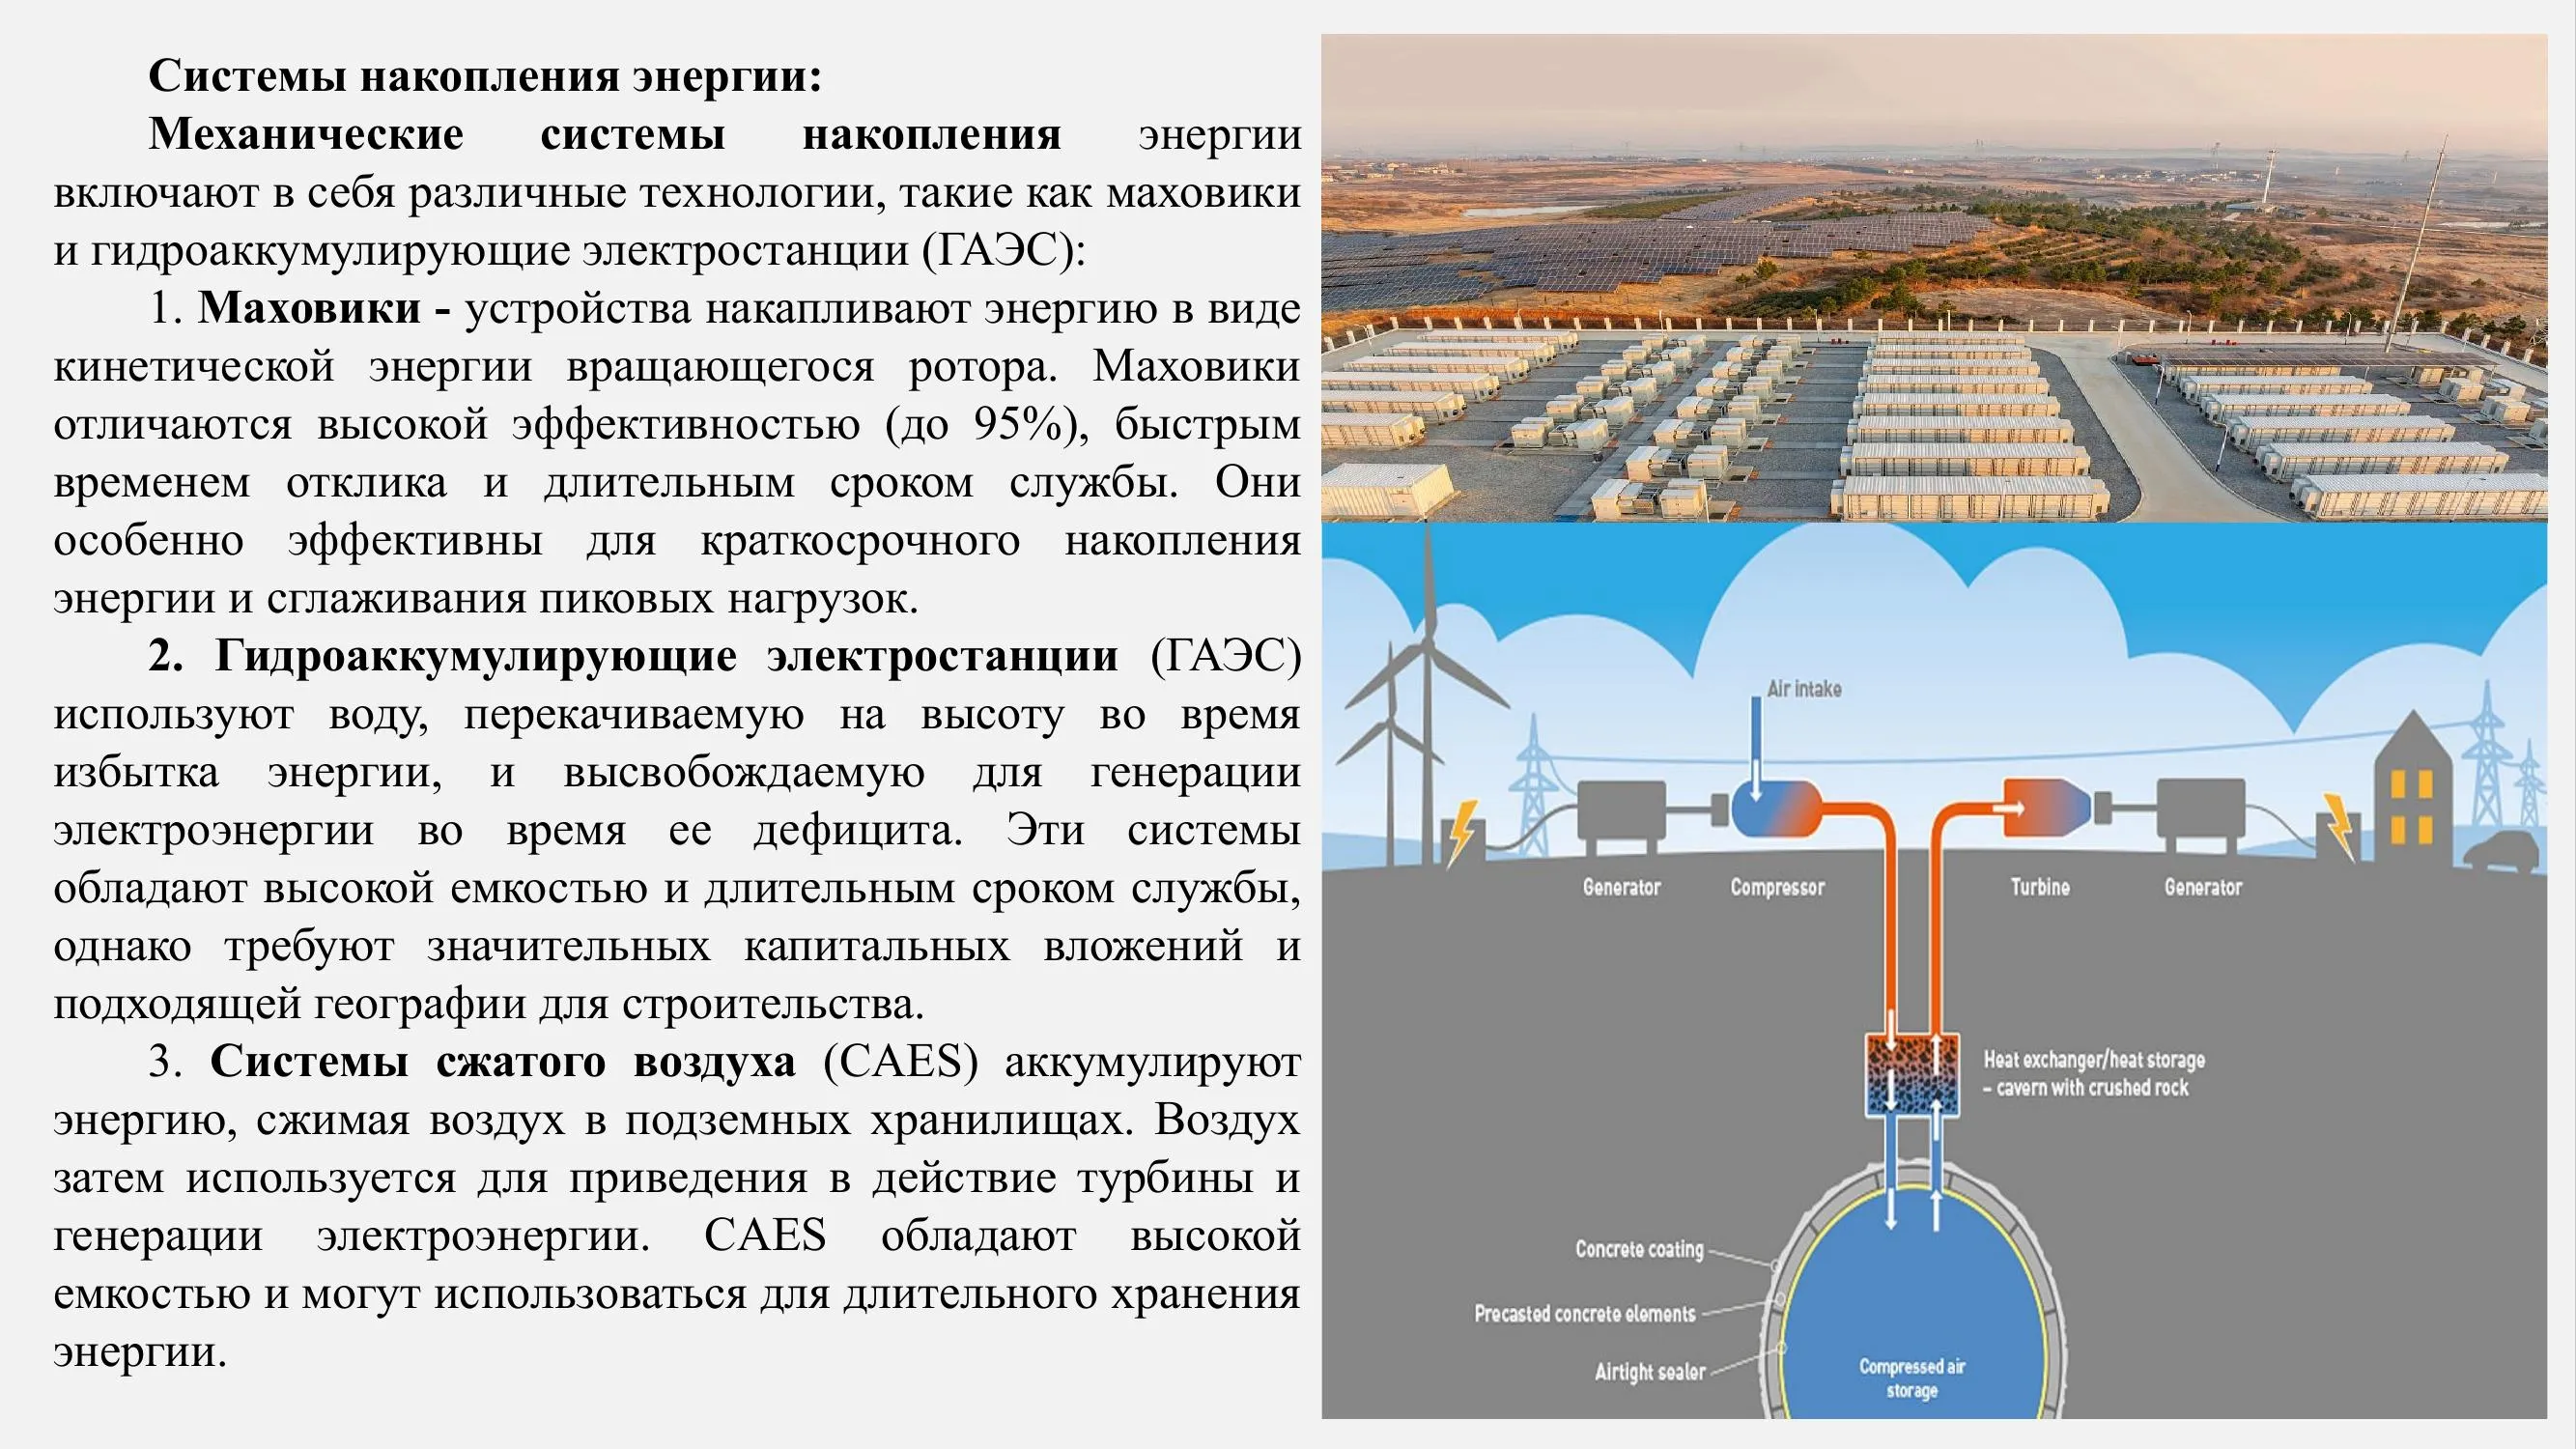 Системы накопления энергии:
Механические системы накопления энергии
включают в себя различные технологии, такие как маховики
и гидроаккумулирующие электростанции (ГАЭС):
1. Маховики - устройства накапливают энергию в виде
кинетической энергии вращающегося ротора. Маховики
отличаются высокой эффективностью (до 95%), быстрым
временем отклика и длительным сроком службы. Они
особенно эффективны для краткосрочного накопления
энергии и сглаживания пиковых нагрузок.
2. Гидроаккумулирующие электростанции (ГАЭС)
используют воду, перекачиваемую на высоту во время
избытка энергии, и высвобождаемую для генерации
электроэнергии во время ее дефицита. Эти системы
обладают высокой емкостью и длительным сроком службы,
однако требуют значительных капитальных вложений и
подходящей географии для строительства.
3. Системы сжатого воздуха (CAES) аккумулируют
энергию, сжимая воздух в подземных хранилищах. Воздух
затем используется для приведения в действие турбины и
генерации электроэнергии. CAES обладают высокой
емкостью и могут использоваться для длительного хранения
энергии.
Air intake
Generator
Compressor
Turbine
Generator
Heat exchanger/heat storage
– cavern with crushed rock
Concrete coating
Precasted concrete elements
Airtight sealer
Compressed air
storage